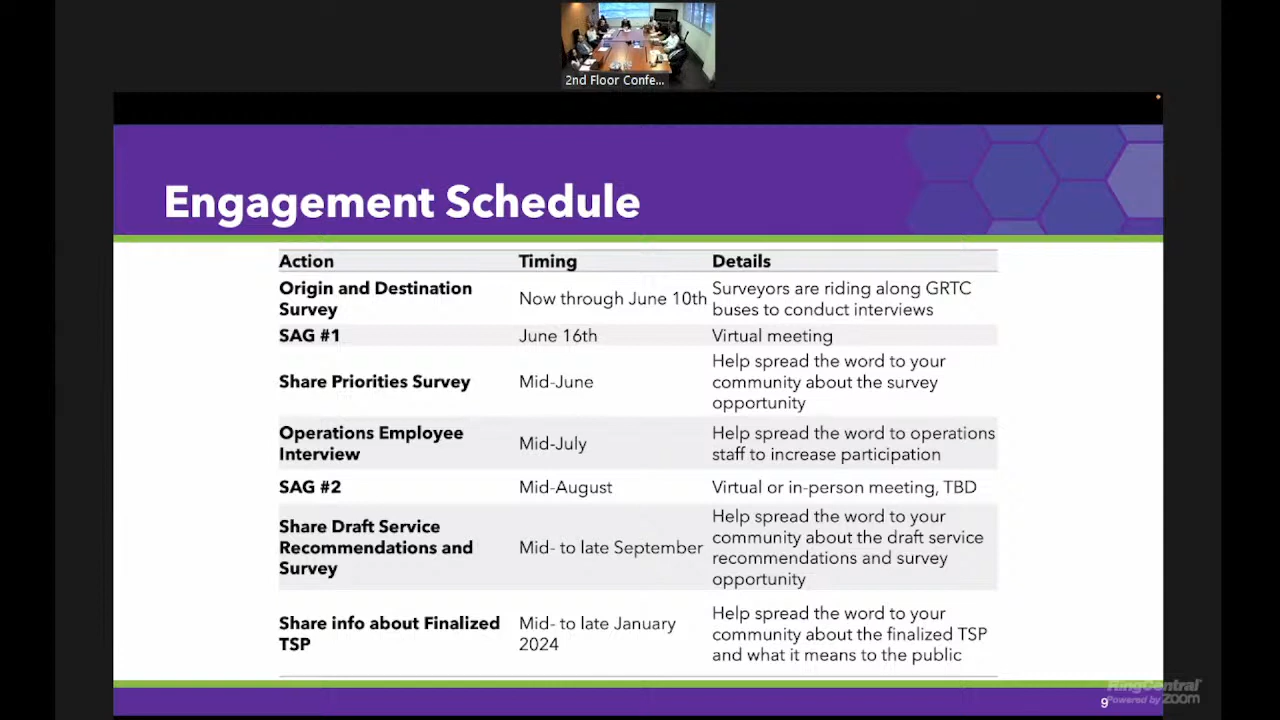 2nd Floor Confe...
Engagement Schedule
Action Timing Details
Origin and Destination
Survey
Now through June 10th
Surveyors are riding along GRTC
buses to conduct interviews
SAG #1 June 16th Virtual meeting
Share Priorities Survey
Mid-June
Help spread the word to your
community about the survey
opportunity
Operations Employee
Interview
Mid-July
Help spread the word to operations
staff to increase participation
SAG #2 Mid-August Virtual or in-person meeting, TBD
Share Draft Service
Recommendations and
Survey
Mid- to late September
Help spread the word to your
community about the draft service
recommendations and survey
opportunity
Share info about Finalized
TSP
Mid- to late January
2024
Help spread the word to your
community about the finalized TSP
and what it means to the public
9
RingCentral
Powered by zoom